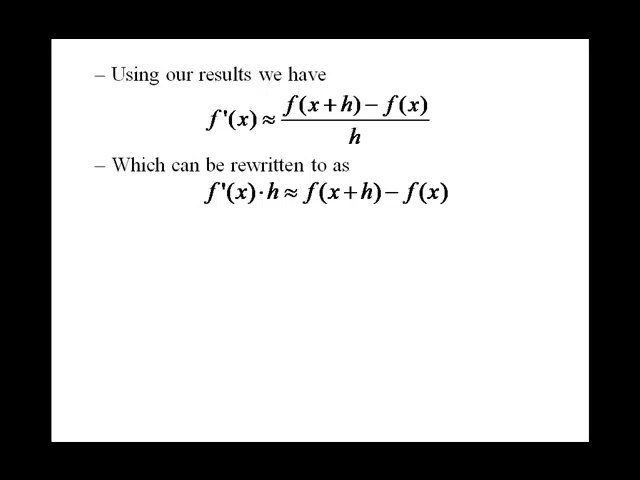 – Using our results we have
f'(x) ≈ f(x+h) − f(x)
h
– Which can be rewritten to as
f'(x)·h ≈ f(x+h) − f(x)